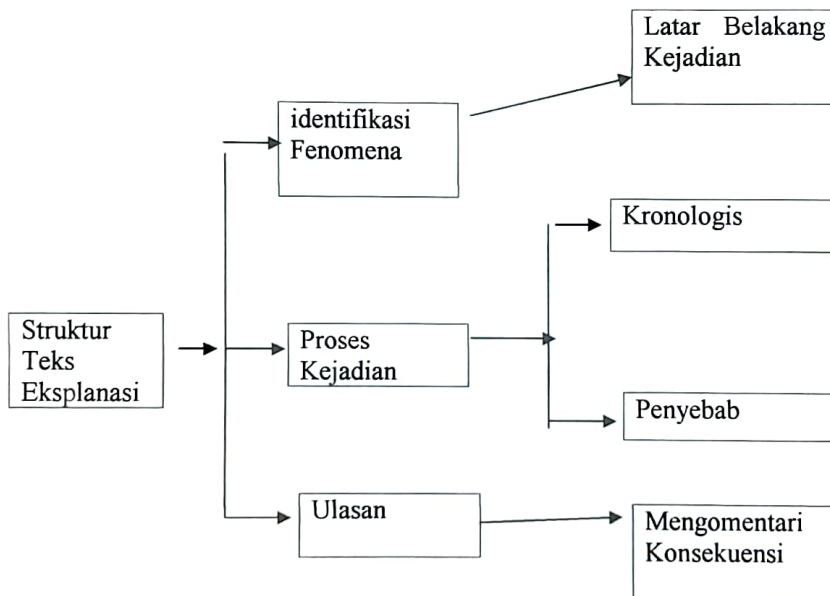 Struktur
Teks
Eksplanasi
identifikasi
Fenomena
Latar Belakang
Kejadian
Proses
Kejadian
Kronologis
Penyebab
Ulasan
Mengomentari
Konsekuensi